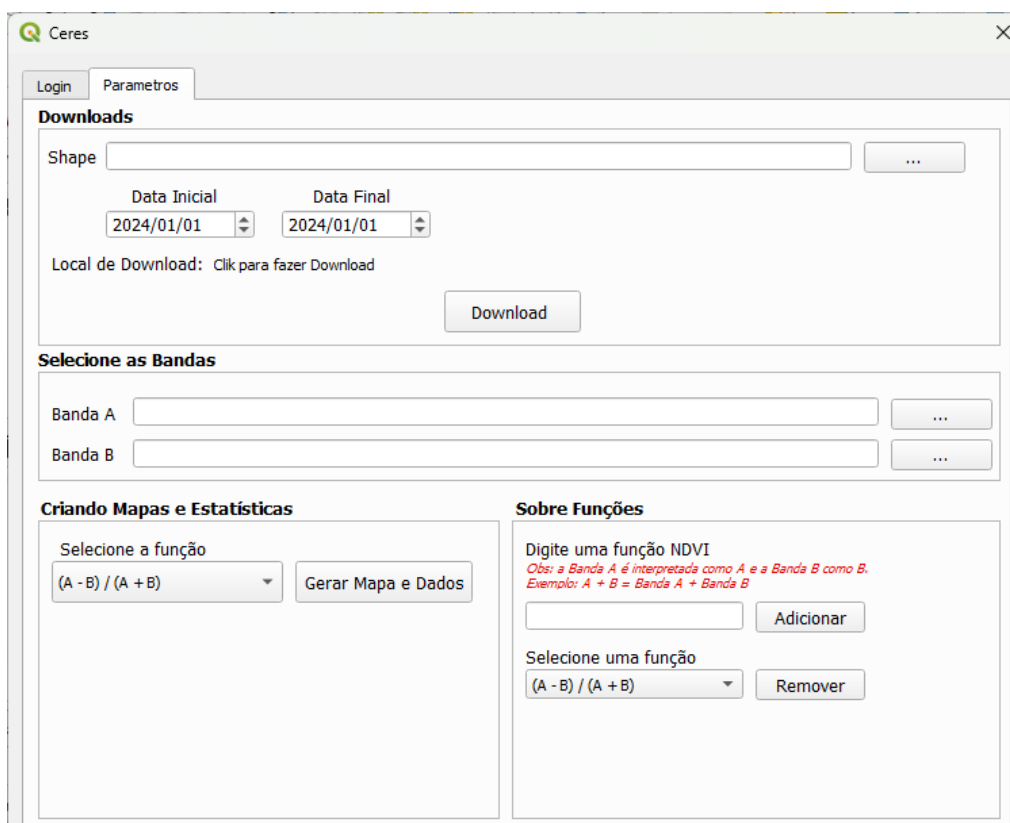 Ceres
Login Parametros
Downloads
Shape ...
Data Inicial Data Final
2024/01/01 2024/01/01
Local de Download: Clik para fazer Download
Download
Selecione as Bandas
Banda A ...
Banda B ...
Criando Mapas e Estatísticas
Selecione a função
(A - B) / (A + B) Gerar Mapa e Dados
Sobre Funções
Digite uma função NDVI
Obs: a Banda A é interpretada como A e a Banda B como B.
Exemplo: A + B = Banda A + Banda B
Adicionar
Selecione uma função
(A - B) / (A + B) Remover